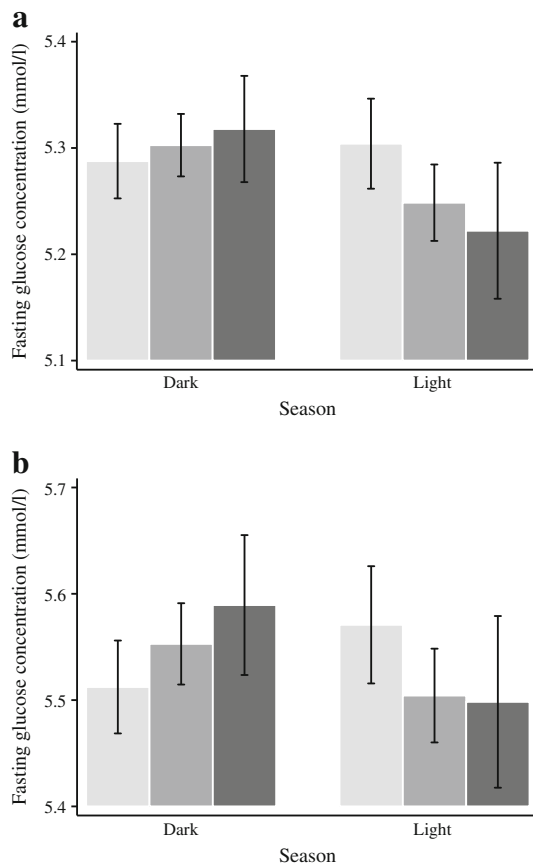 a
Fasting glucose concentration (mmol/l)
5.4
5.3
5.2
5.1
Dark
Light
Season
b
Fasting glucose concentration (mmol/l)
5.7
5.6
5.5
5.4
Dark
Light
Season